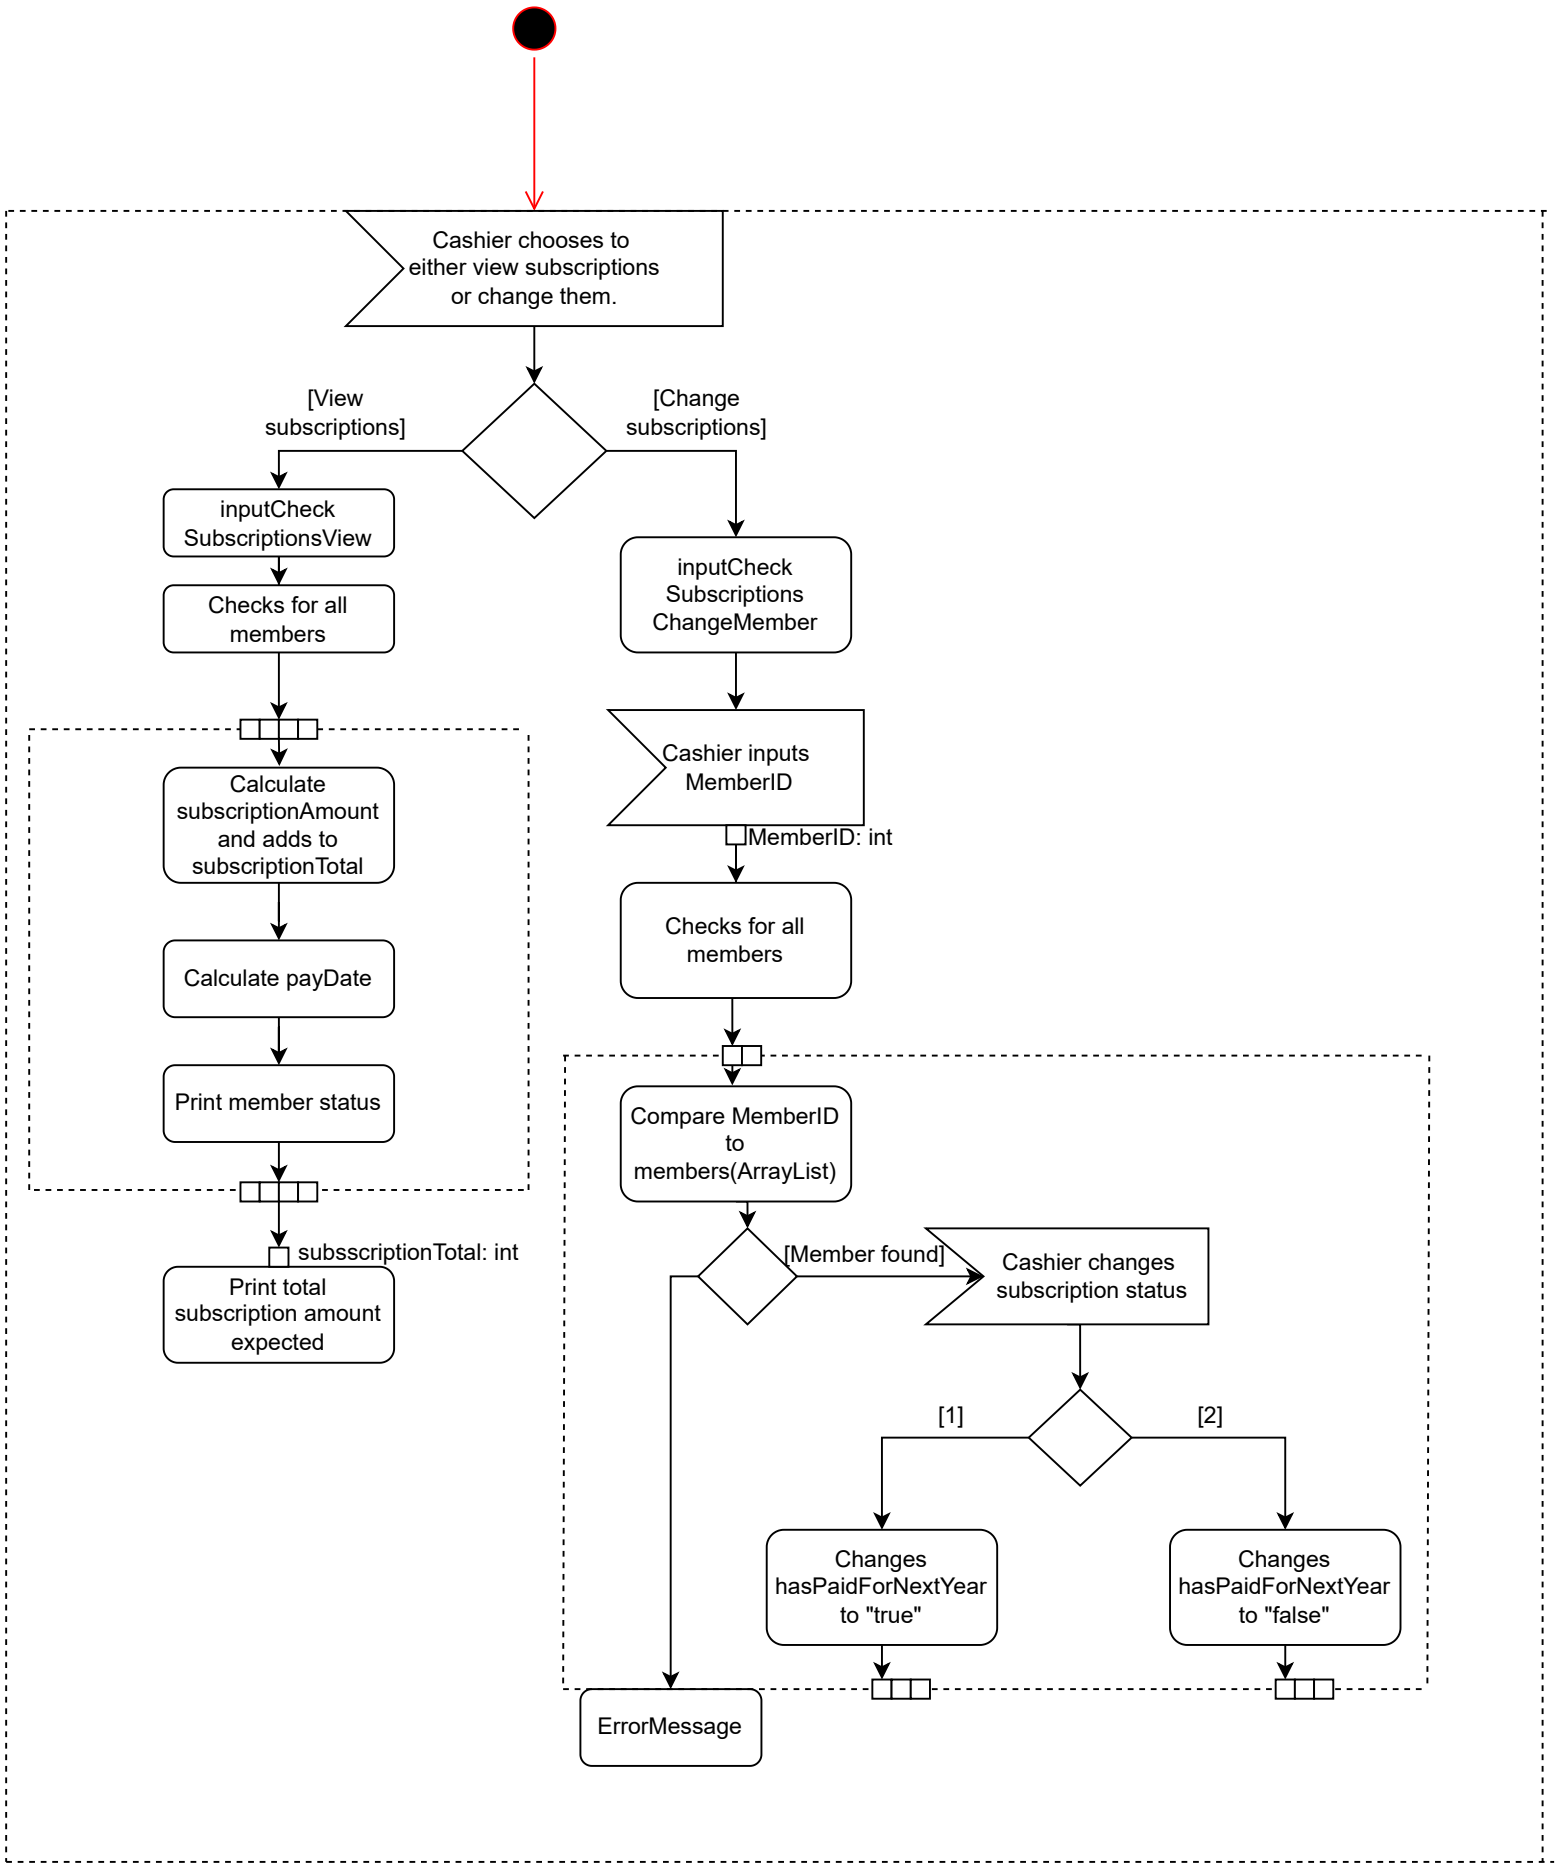 Cashier chooses to
either view subscriptions
or change them.
[View
subscriptions]
[Change
subscriptions]
inputCheck
SubscriptionsView
Checks for all
members
inputCheck
Subscriptions
ChangeMember
Cashier inputs
MemberID
MemberID: int
Calculate
subscriptionAmount
and adds to
subscriptionTotal
Checks for all
members
Calculate payDate
Print member status
Compare MemberID
to
members(ArrayList)
subsscriptionTotal: int
Print total
subscription amount
expected
[Member found]
Cashier changes
subscription status
[1]
[2]
Changes
hasPaidForNextYear
to "true"
Changes
hasPaidForNextYear
to "false"
ErrorMessage